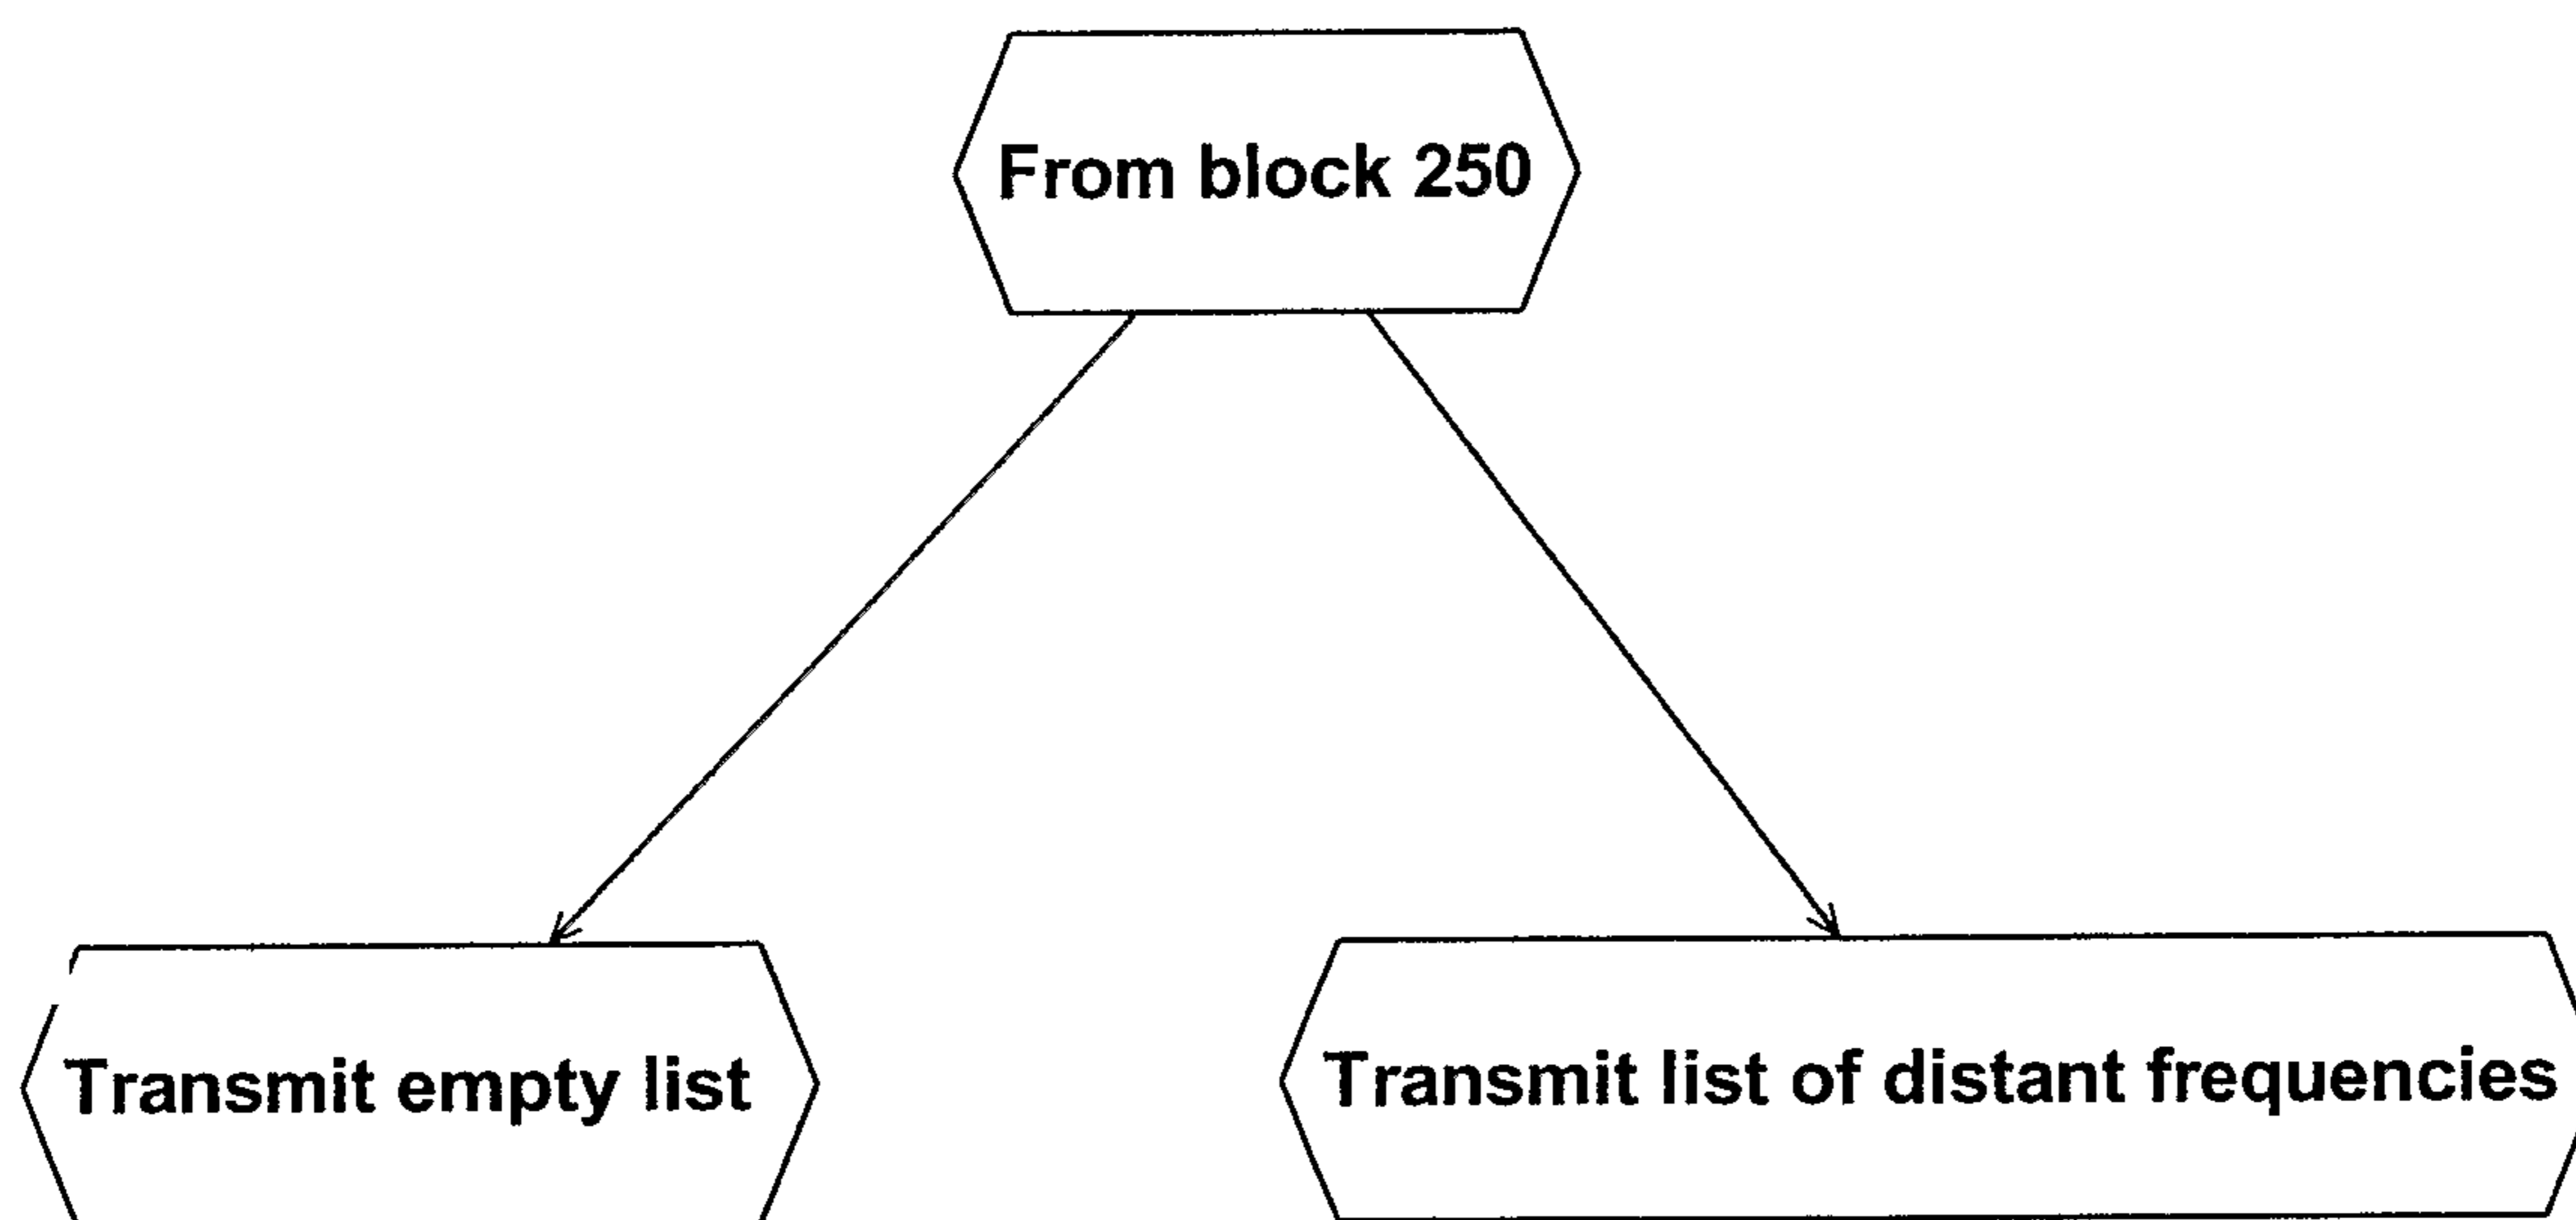 From block 250
Transmit empty list
Transmit list of distant frequencies